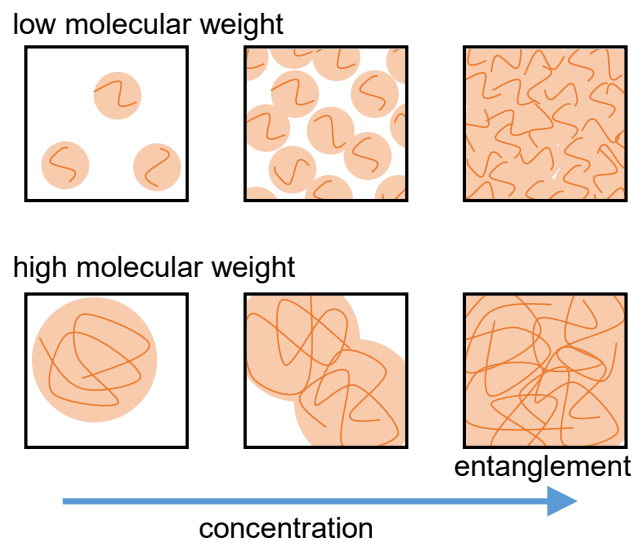 low molecular weight
high molecular weight
entanglement
concentration